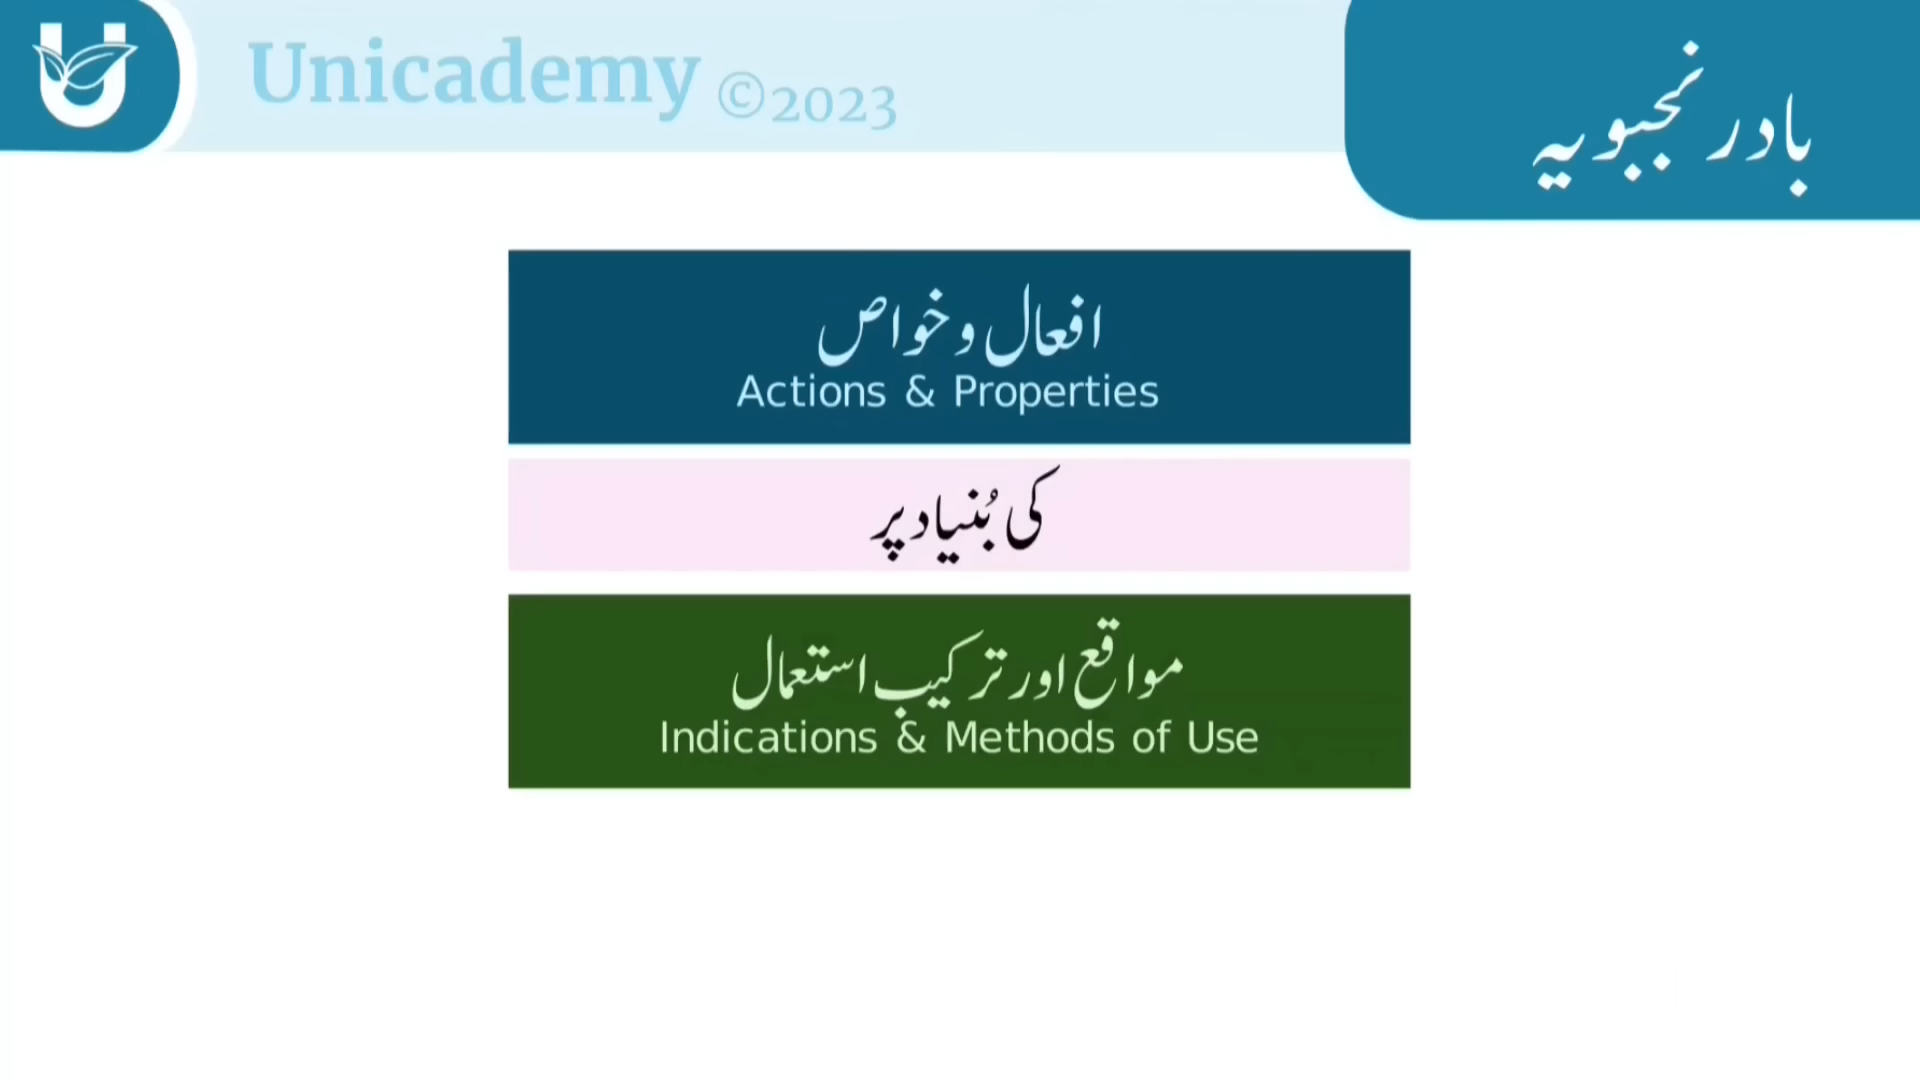 Unicademy ©2023
بادرنجبویہ
افعال و خواص
Actions & Properties
کی بُنیاد پر
مواقع اور ترکیب استعمال
Indications & Methods of Use